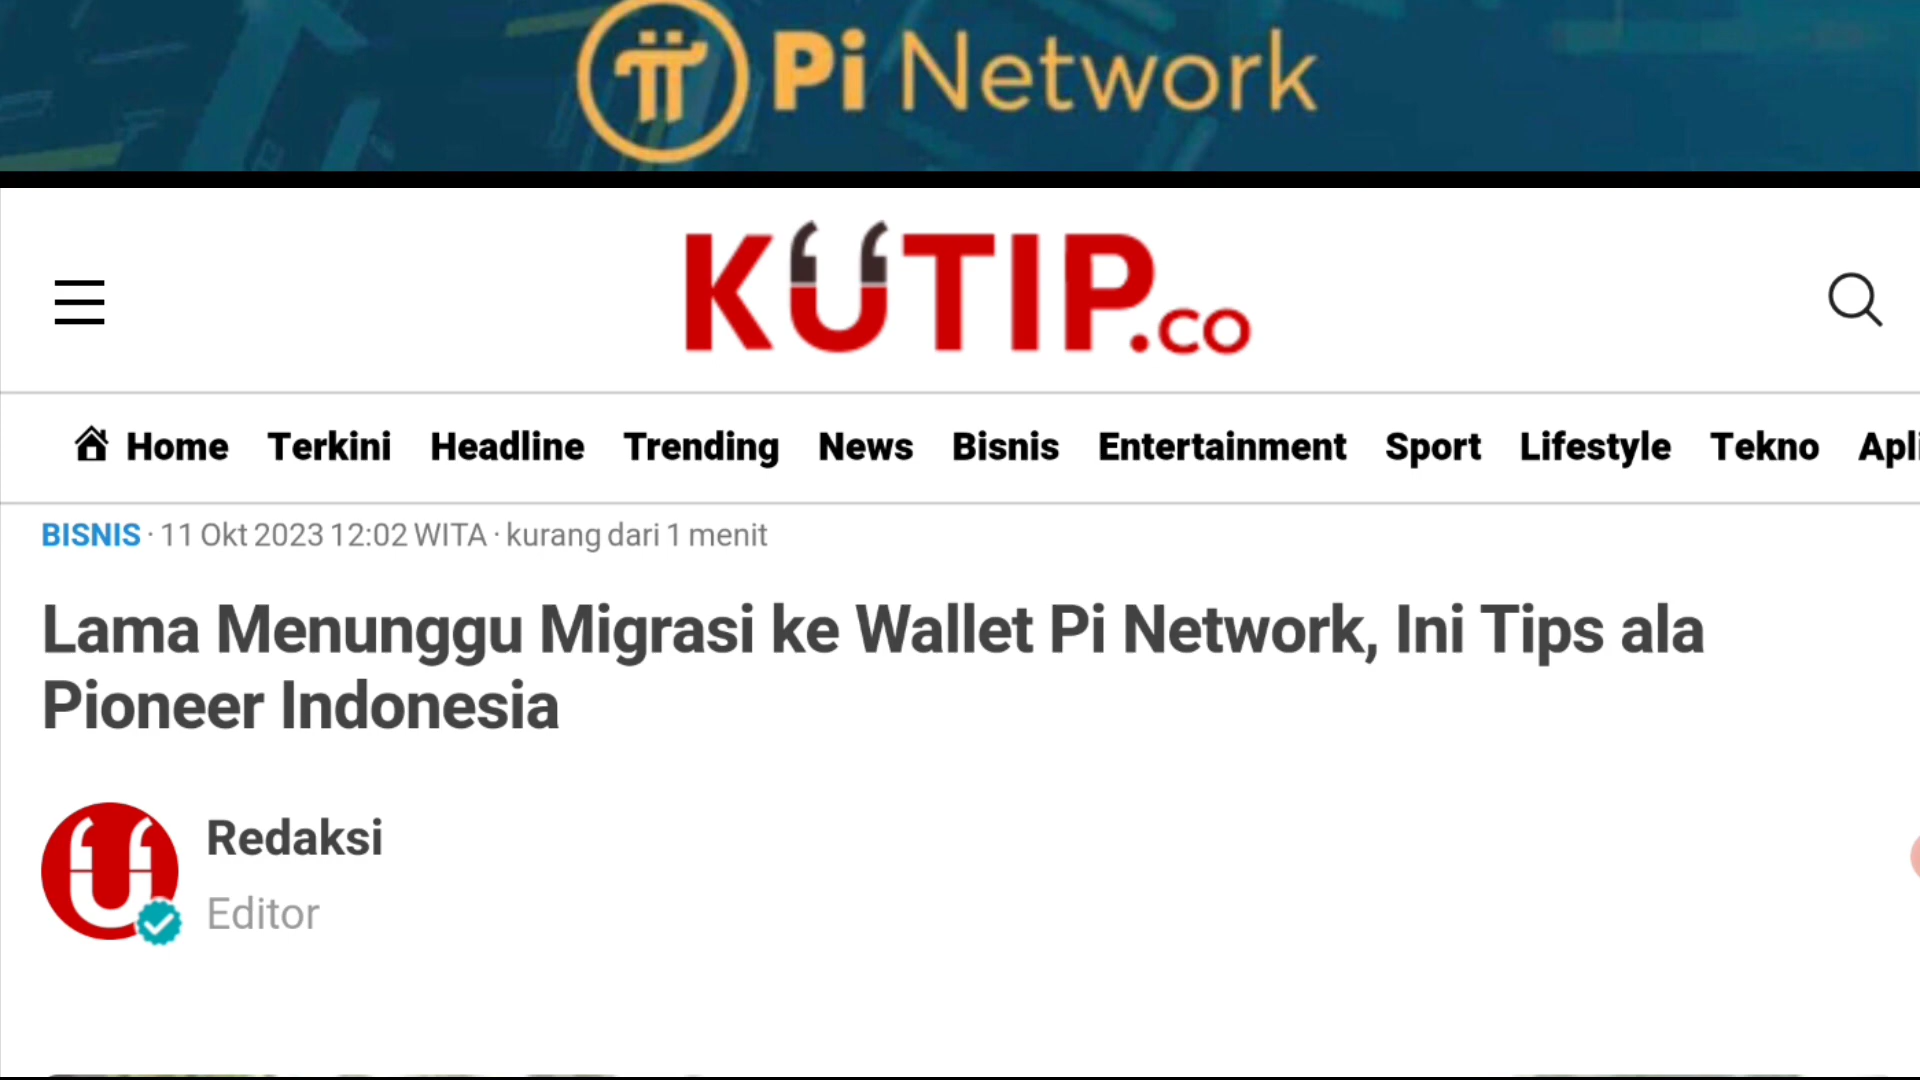 Pi Network
KUTIP.co
Home Terkini Headline Trending News Bisnis Entertainment Sport Lifestyle Tekno Apli
BISNIS · 11 Okt 2023 12:02 WITA · kurang dari 1 menit
Lama Menunggu Migrasi ke Wallet Pi Network, Ini Tips ala
Pioneer Indonesia
Redaksi
Editor